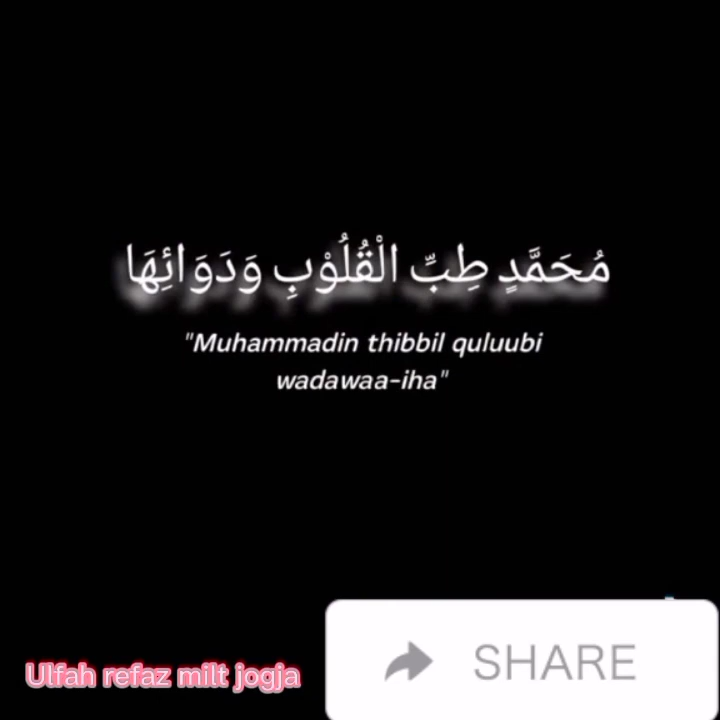 مُحَمَّدٍ طِبِّ الْقُلُوْبِ وَدَوَائِهَا
"Muhammadin thibbil quluubi
wadawaa-iha"
SHARE
Ulfah refaz milt jogja